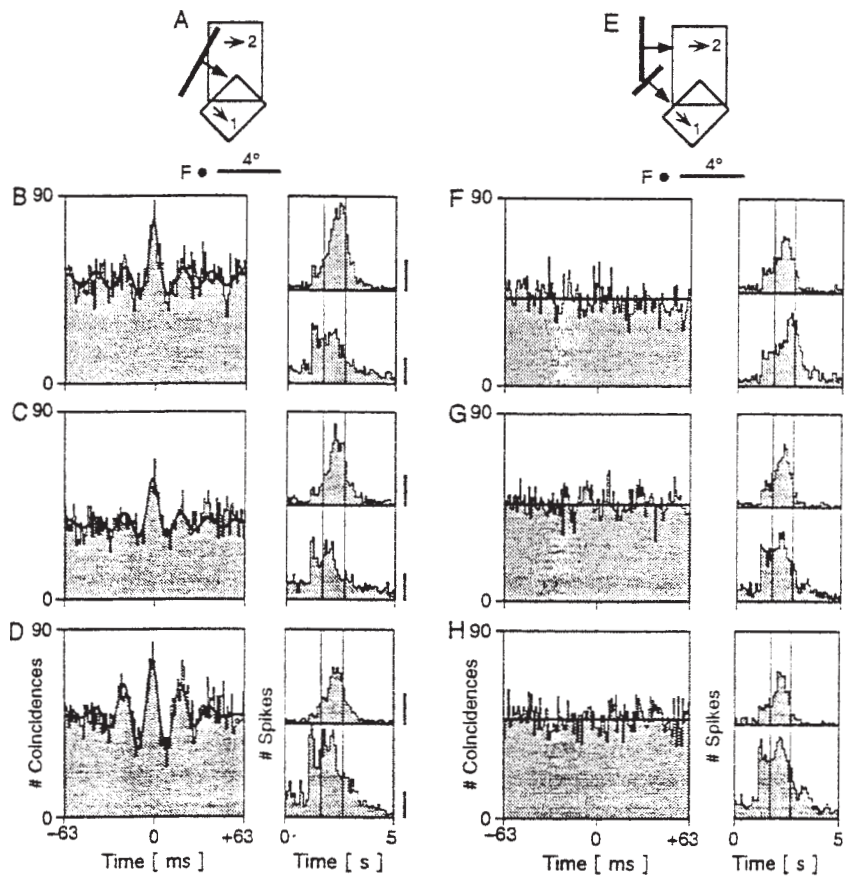 A
2
1
F
4°
B
90
0
C
90
0
D
90
# Coincidences
# Spikes
0
-63
0
+63
0
5
Time [ ms ]
Time [ s ]
E
2
1
F
4°
F
90
0
G
90
0
H
90
# Coincidences
# Spikes
0
-63
0
+63
0
5
Time [ ms ]
Time [ s ]